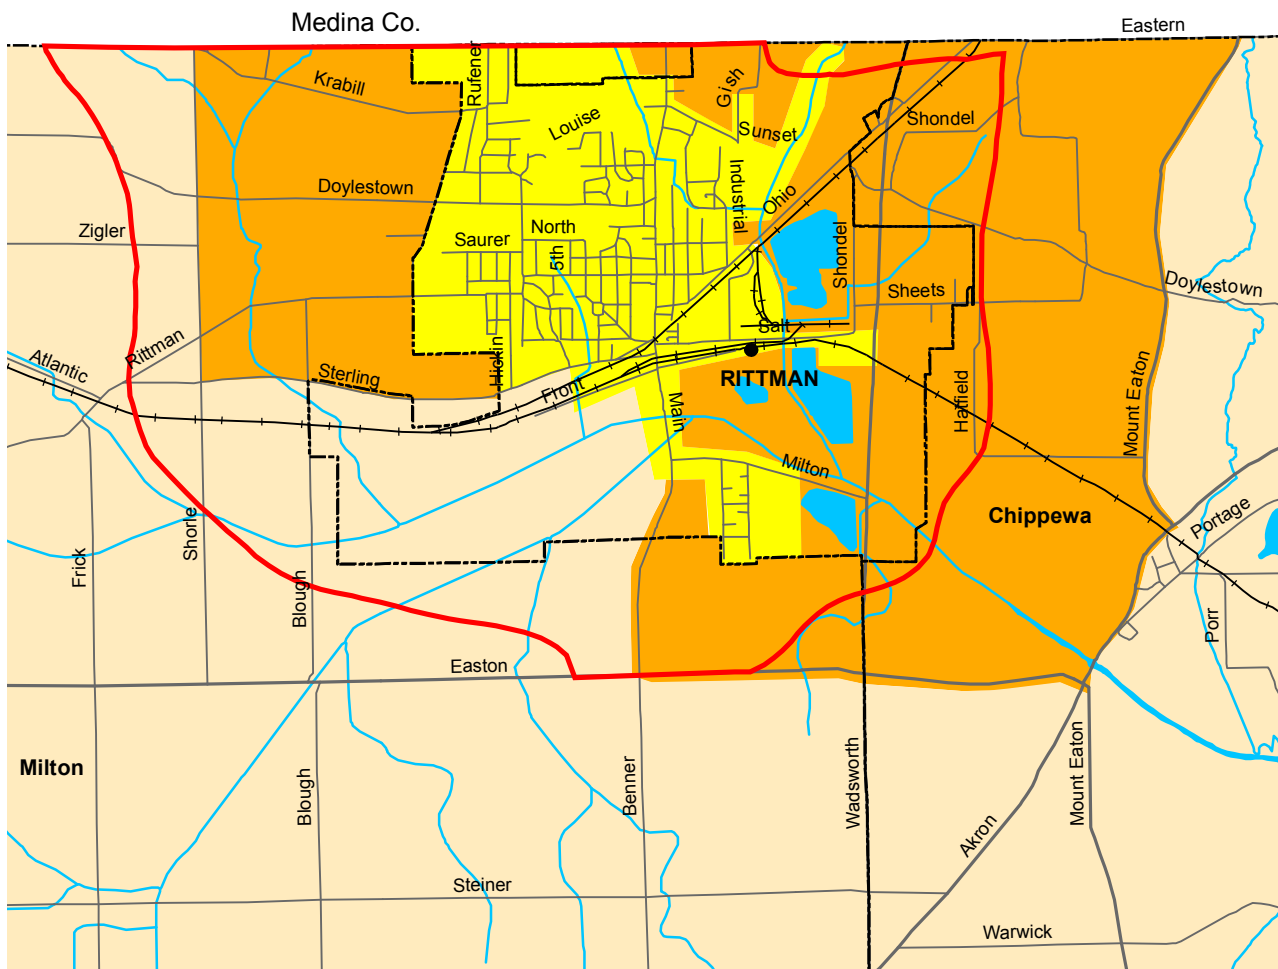 Medina Co.
Eastern
Rufener
Krabill
Gish
Louise
Shondel
Sunset
Industrial
Doylestown
Ohio
Zigler
North
Saurer
5th
Shondel
Doylestown
Sheets
Salt
Rittman
Atlantic
Hickin
Sterling
Front
RITTMAN
Main
Hatfield
Mount Eaton
Milton
Chippewa
Portage
Shorle
Frick
Blough
Porr
Easton
Milton
Blough
Benner
Wadsworth
Mount Eaton
Akron
Steiner
Warwick